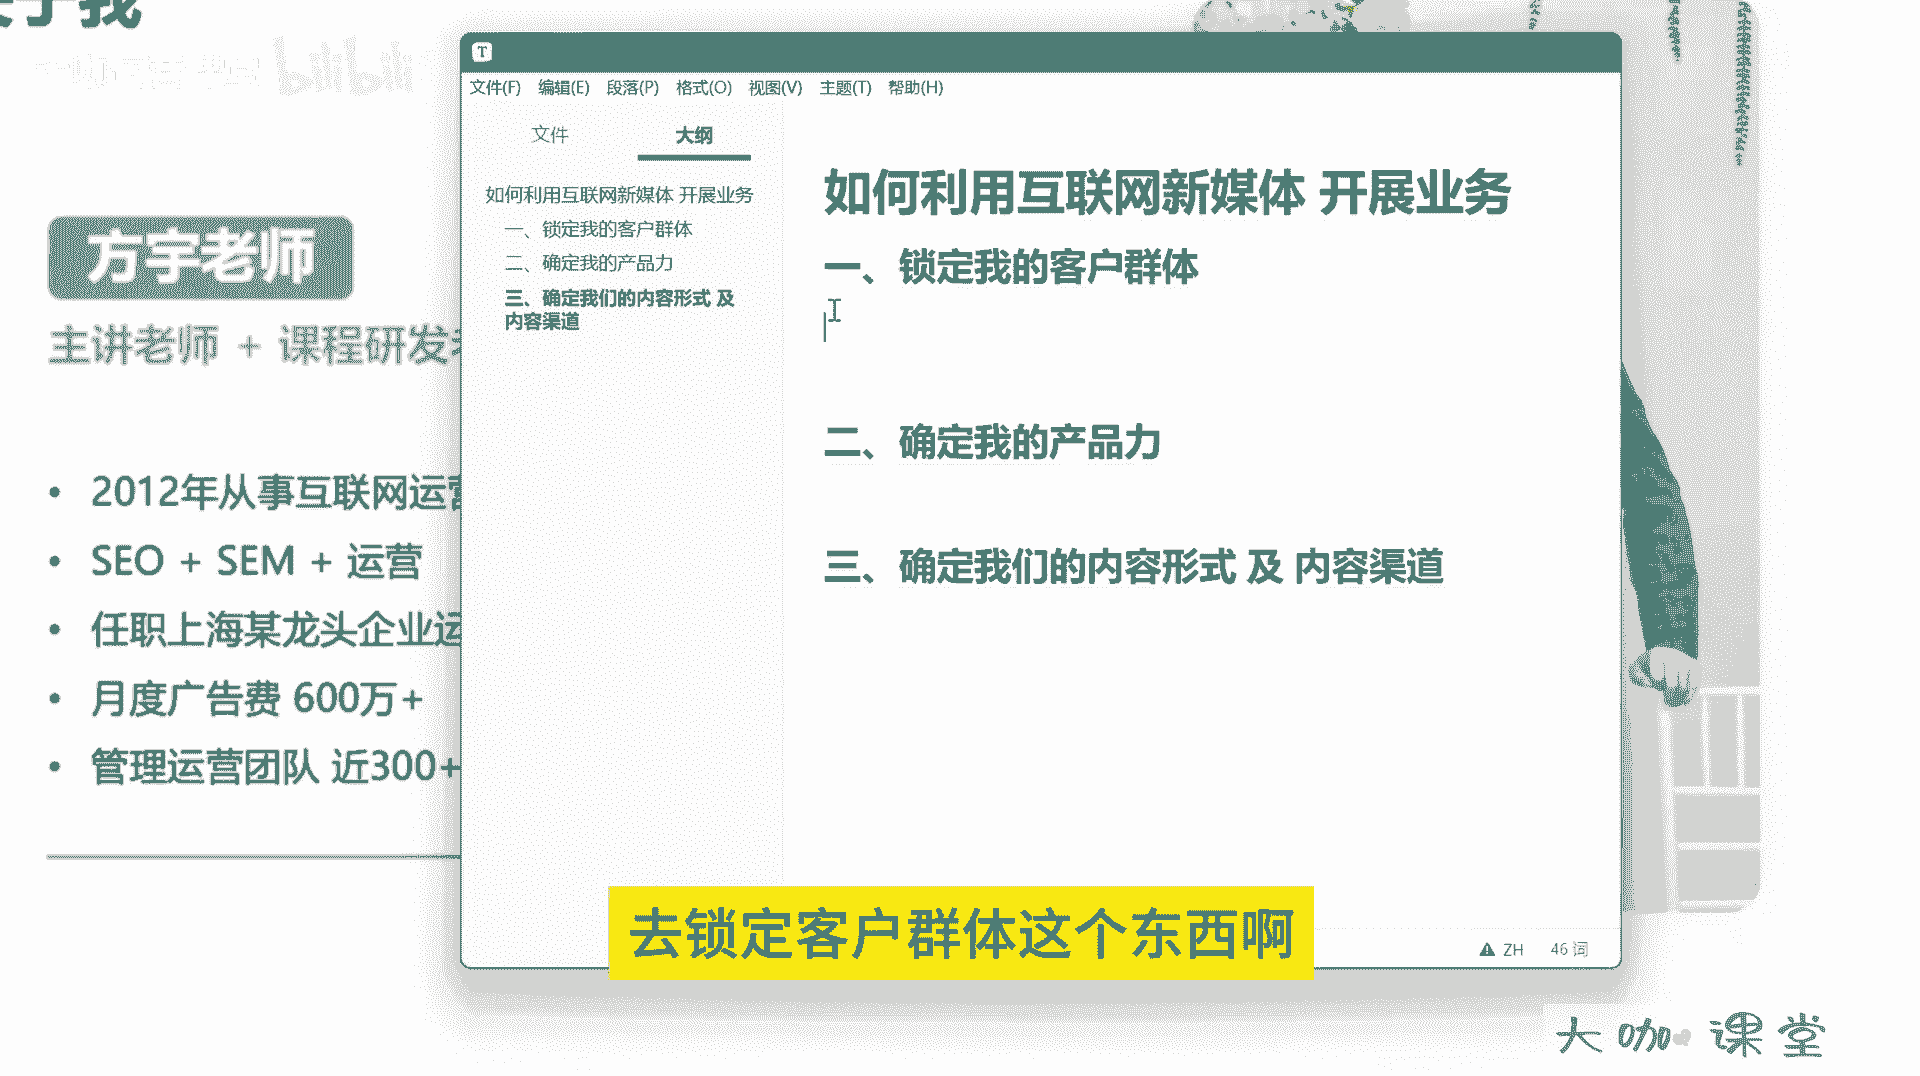 bilibili
方宇老师
主讲老师 + 课程研发
• 2012年从事互联网运营
• SEO + SEM + 运营
• 任职上海某龙头企业运
• 月度广告费 600万+
• 管理运营团队 近300+
T
文件(F) 编辑(E) 段落(P) 格式(O) 视图(V) 主题(T) 帮助(H)
文件 大纲
如何利用互联网新媒体 开展业务
一、锁定我的客户群体
二、确定我的产品力
三、确定我们的内容形式 及
内容渠道
如何利用互联网新媒体 开展业务
一、锁定我的客户群体
二、确定我的产品力
三、确定我们的内容形式 及 内容渠道
ZH 46 词
去锁定客户群体这个东西啊
大咖课堂